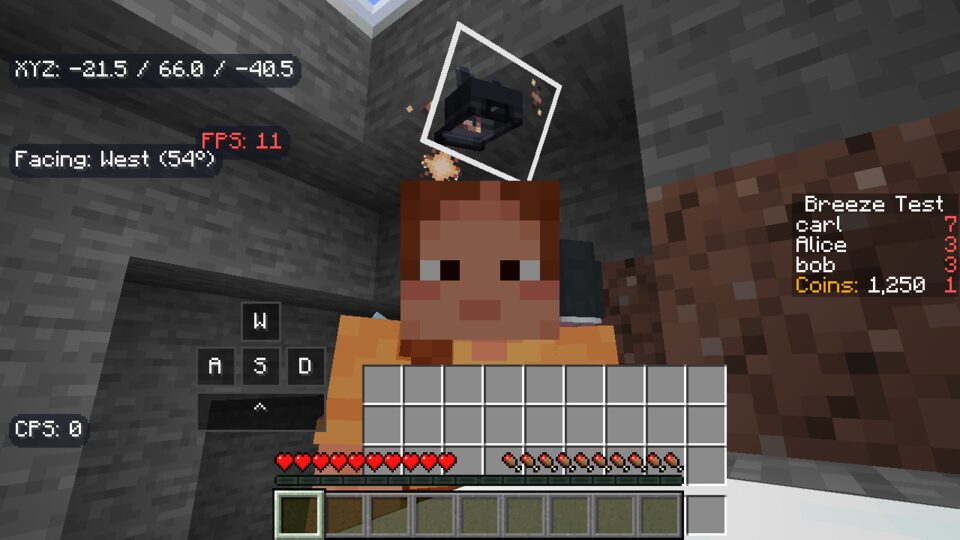 XYZ: -21.5 / 66.0 / -40.5
FPS: 11
Facing: West (54°)
Breeze Test
carl 7
Alice 3
bob 3
Coins: 1,250 1
W
A S D
^
CPS: 0